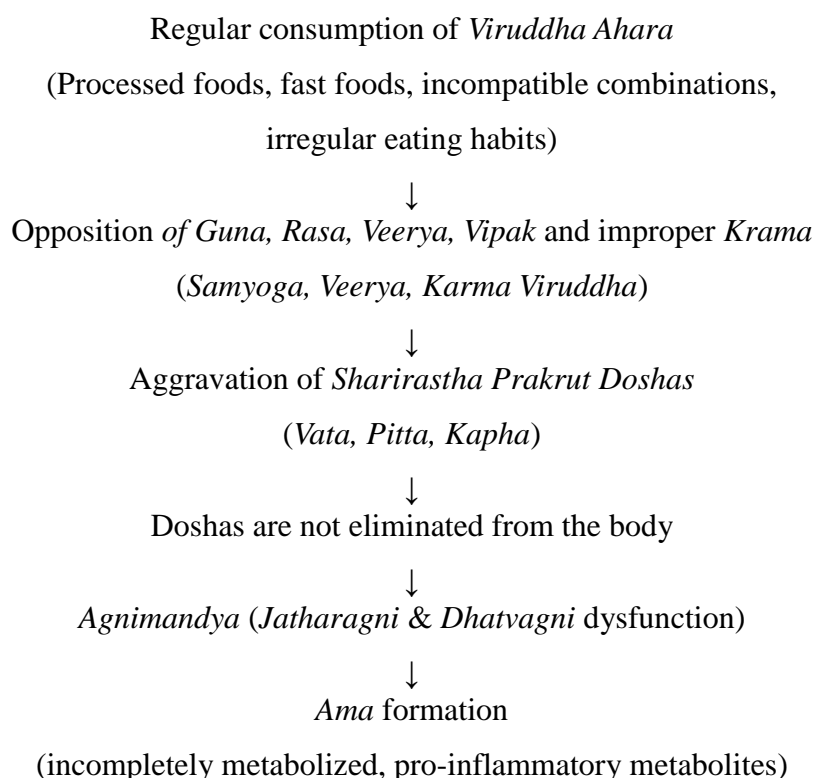 Regular consumption of Viruddha Ahara
(Processed foods, fast foods, incompatible combinations,
irregular eating habits)
↓
Opposition of Guna, Rasa, Veerya, Vipak and improper Krama
(Samyoga, Veerya, Karma Viruddha)
↓
Aggravation of Sharirastha Prakrut Doshas
(Vata, Pitta, Kapha)
↓
Doshas are not eliminated from the body
↓
Agnimandya (Jatharagni & Dhatvagni dysfunction)
↓
Ama formation
(incompletely metabolized, pro-inflammatory metabolites)